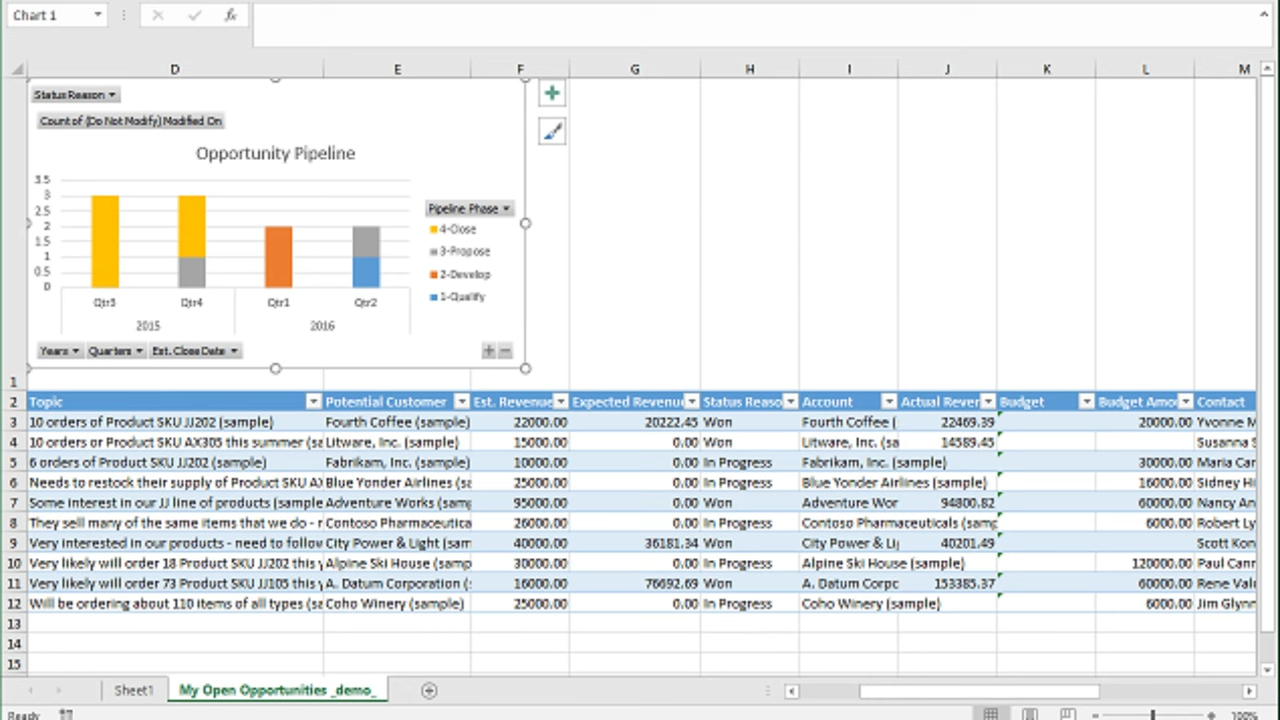 Chart 1
fx
D E F G H I J K L M
Status Reason
Count of (Do Not Modify) Modified On
Opportunity Pipeline
3.5
3
2.5
2
1.5
1
0.5
0
Pipeline Phase
4-Close
3-Propose
2-Develop
1-Qualify
Qtr3 Qtr4 Qtr1 Qtr2
2015 2016
Years Quarters Est. Close Date
1
2 Topic Potential Customer Est. Revenue Expected Revenu Status Reaso Account Actual Rever Budget Budget Amou Contact
3 10 orders of Product SKU JJ202 (sample) Fourth Coffee (sample) 22000.00 20222.45 Won Fourth Coffee ( 22469.39 20000.00 Yvonne M
4 10 orders or Product SKU AX305 this summer (sa Litware, Inc. (sample) 15000.00 0.00 Won Litware, Inc. (sa 14589.45 Susanna S
5 6 orders of Product SKU JJ202 (sample) Fabrikam, Inc. (sample) 10000.00 0.00 In Progress Fabrikam, Inc. (sample) 30000.00 Maria Car
6 Needs to restock their supply of Product SKU AX Blue Yonder Airlines (sa 25000.00 0.00 In Progress Blue Yonder Airlines (sample) 16000.00 Sidney Hi
7 Some interest in our JJ line of products (sample Adventure Works (samp 95000.00 0.00 Won Adventure Wor 94800.82 60000.00 Nancy An
8 They sell many of the same items that we do - r Contoso Pharmaceutica 26000.00 0.00 In Progress Contoso Pharmaceuticals (samp 6000.00 Robert Ly
9 Very interested in our products - need to follow City Power & Light (sam 40000.00 36181.34 Won City Power & Li 40201.49 Scott Kon
10 Very likely will order 18 Product SKU JJ202 this y Alpine Ski House (samp 30000.00 0.00 In Progress Alpine Ski House (sample) 120000.00 Paul Cann
11 Very likely will order 73 Product SKU JJ105 this y A. Datum Corporation (s 16000.00 76692.69 Won A. Datum Corpc 153385.37 60000.00 Rene Valc
12 Will be ordering about 110 items of all types (sa Coho Winery (sample) 25000.00 0.00 In Progress Coho Winery (sample) 6000.00 Jim Glynn
13
14
15
Sheet1 My Open Opportunities _demo_
Ready 100%